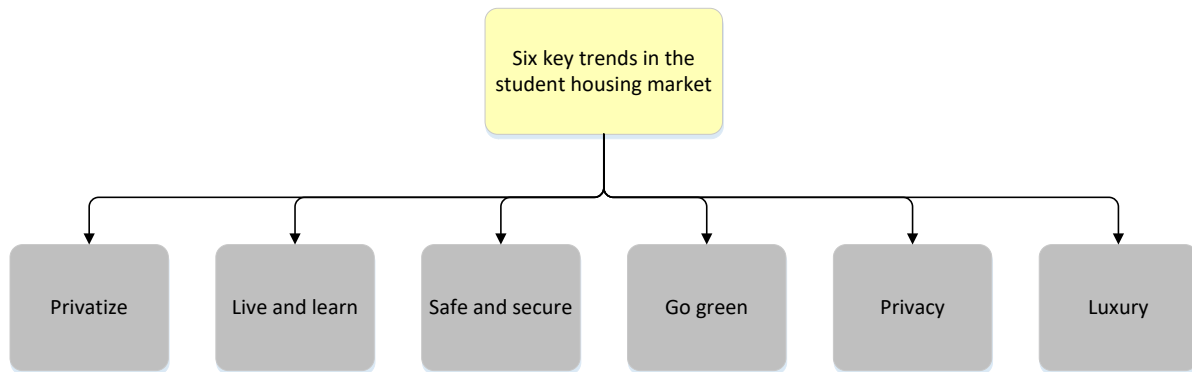 Six key trends in the
student housing market
Privatize
Live and learn
Safe and secure
Go green
Privacy
Luxury